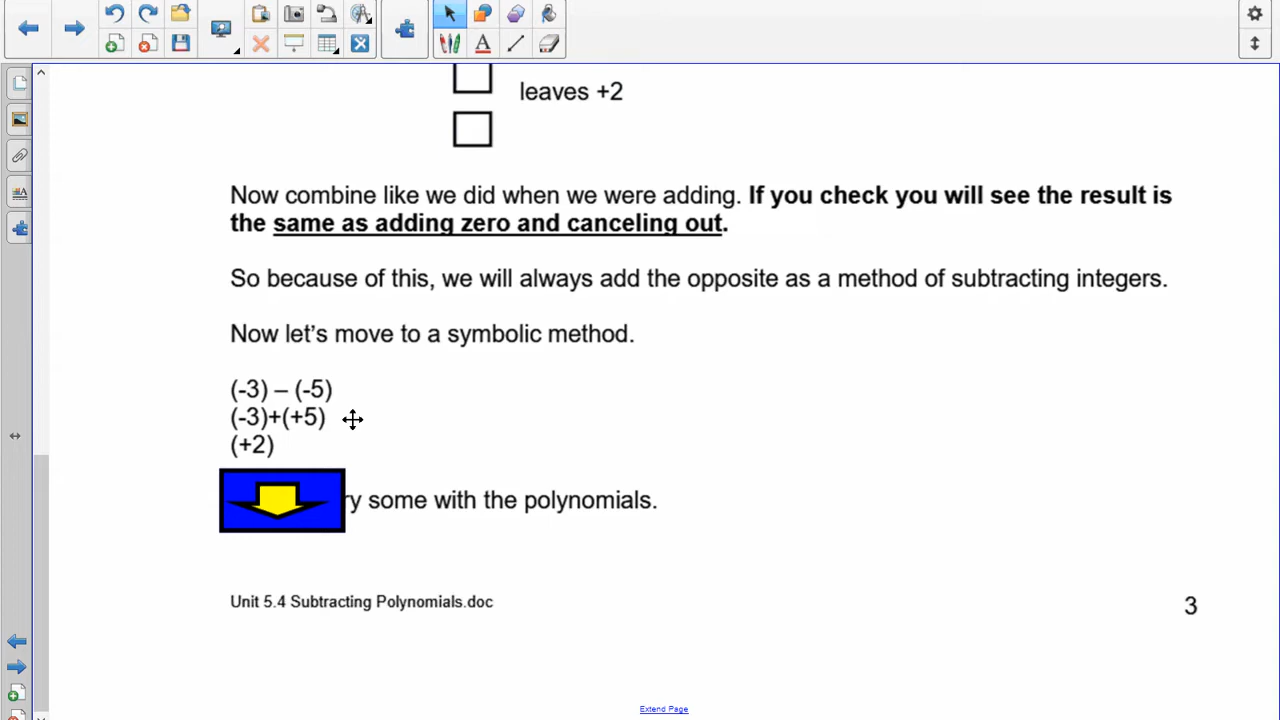 leaves +2
Now combine like we did when we were adding. If you check you will see the result is
the same as adding zero and canceling out.
So because of this, we will always add the opposite as a method of subtracting integers.
Now let’s move to a symbolic method.
(-3) – (-5)
(-3)+(+5)
(+2)
some with the polynomials.
Unit 5.4 Subtracting Polynomials.doc
3
Extend Page